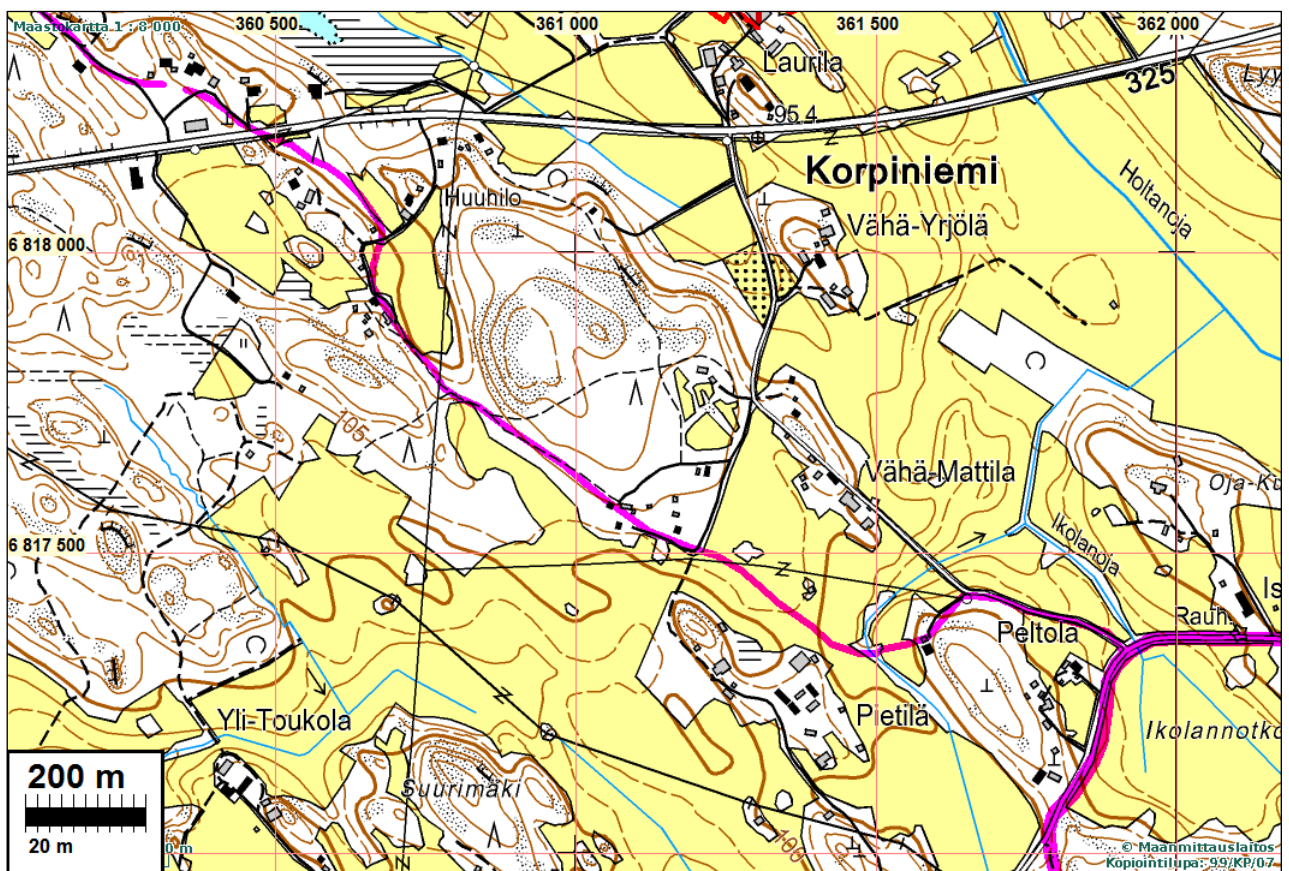 360 500
361 000
361 500
362 000
Maastokartta 1 : 8 000
Laurila
325
95.4
Korpiniemi
Holtanoja
Huuhilo
Vähä-Yrjölä
6 818 000
105
Vähä-Mattila
Oja-Ku
6 817 500
Ikolanoja
Is
Rauh.
Peltola
Pietilä
Yli-Toukola
Ikolannotko
200 m
Suurimäki
20 m
0 m
100
© Maanmittauslaitos
Kopiointilupa: 99/KP/07